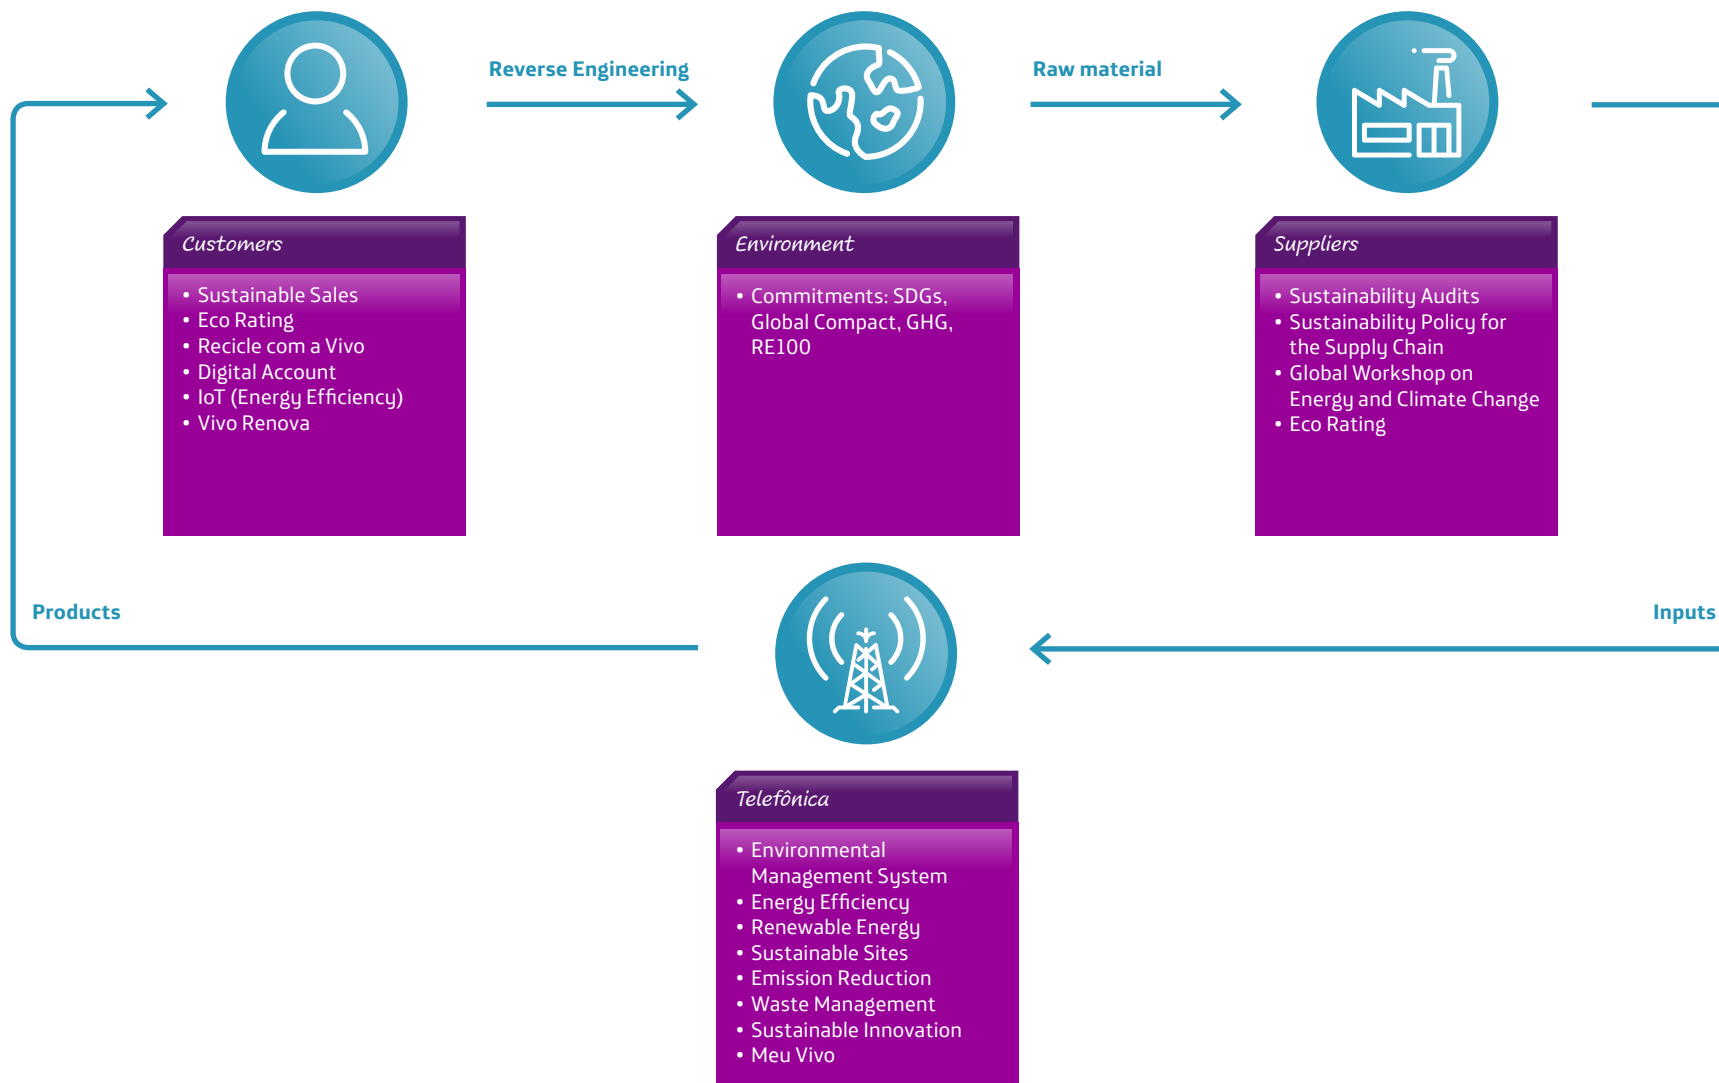 Reverse Engineering
Raw material
Customers
• Sustainable Sales
• Eco Rating
• Recicle com a Vivo
• Digital Account
• IoT (Energy Efficiency)
• Vivo Renova
Environment
• Commitments: SDGs,
Global Compact, GHG,
RE100
Suppliers
• Sustainability Audits
• Sustainability Policy for
the Supply Chain
• Global Workshop on
Energy and Climate Change
• Eco Rating
Products
Inputs
Telefônica
• Environmental
Management System
• Energy Efficiency
• Renewable Energy
• Sustainable Sites
• Emission Reduction
• Waste Management
• Sustainable Innovation
• Meu Vivo